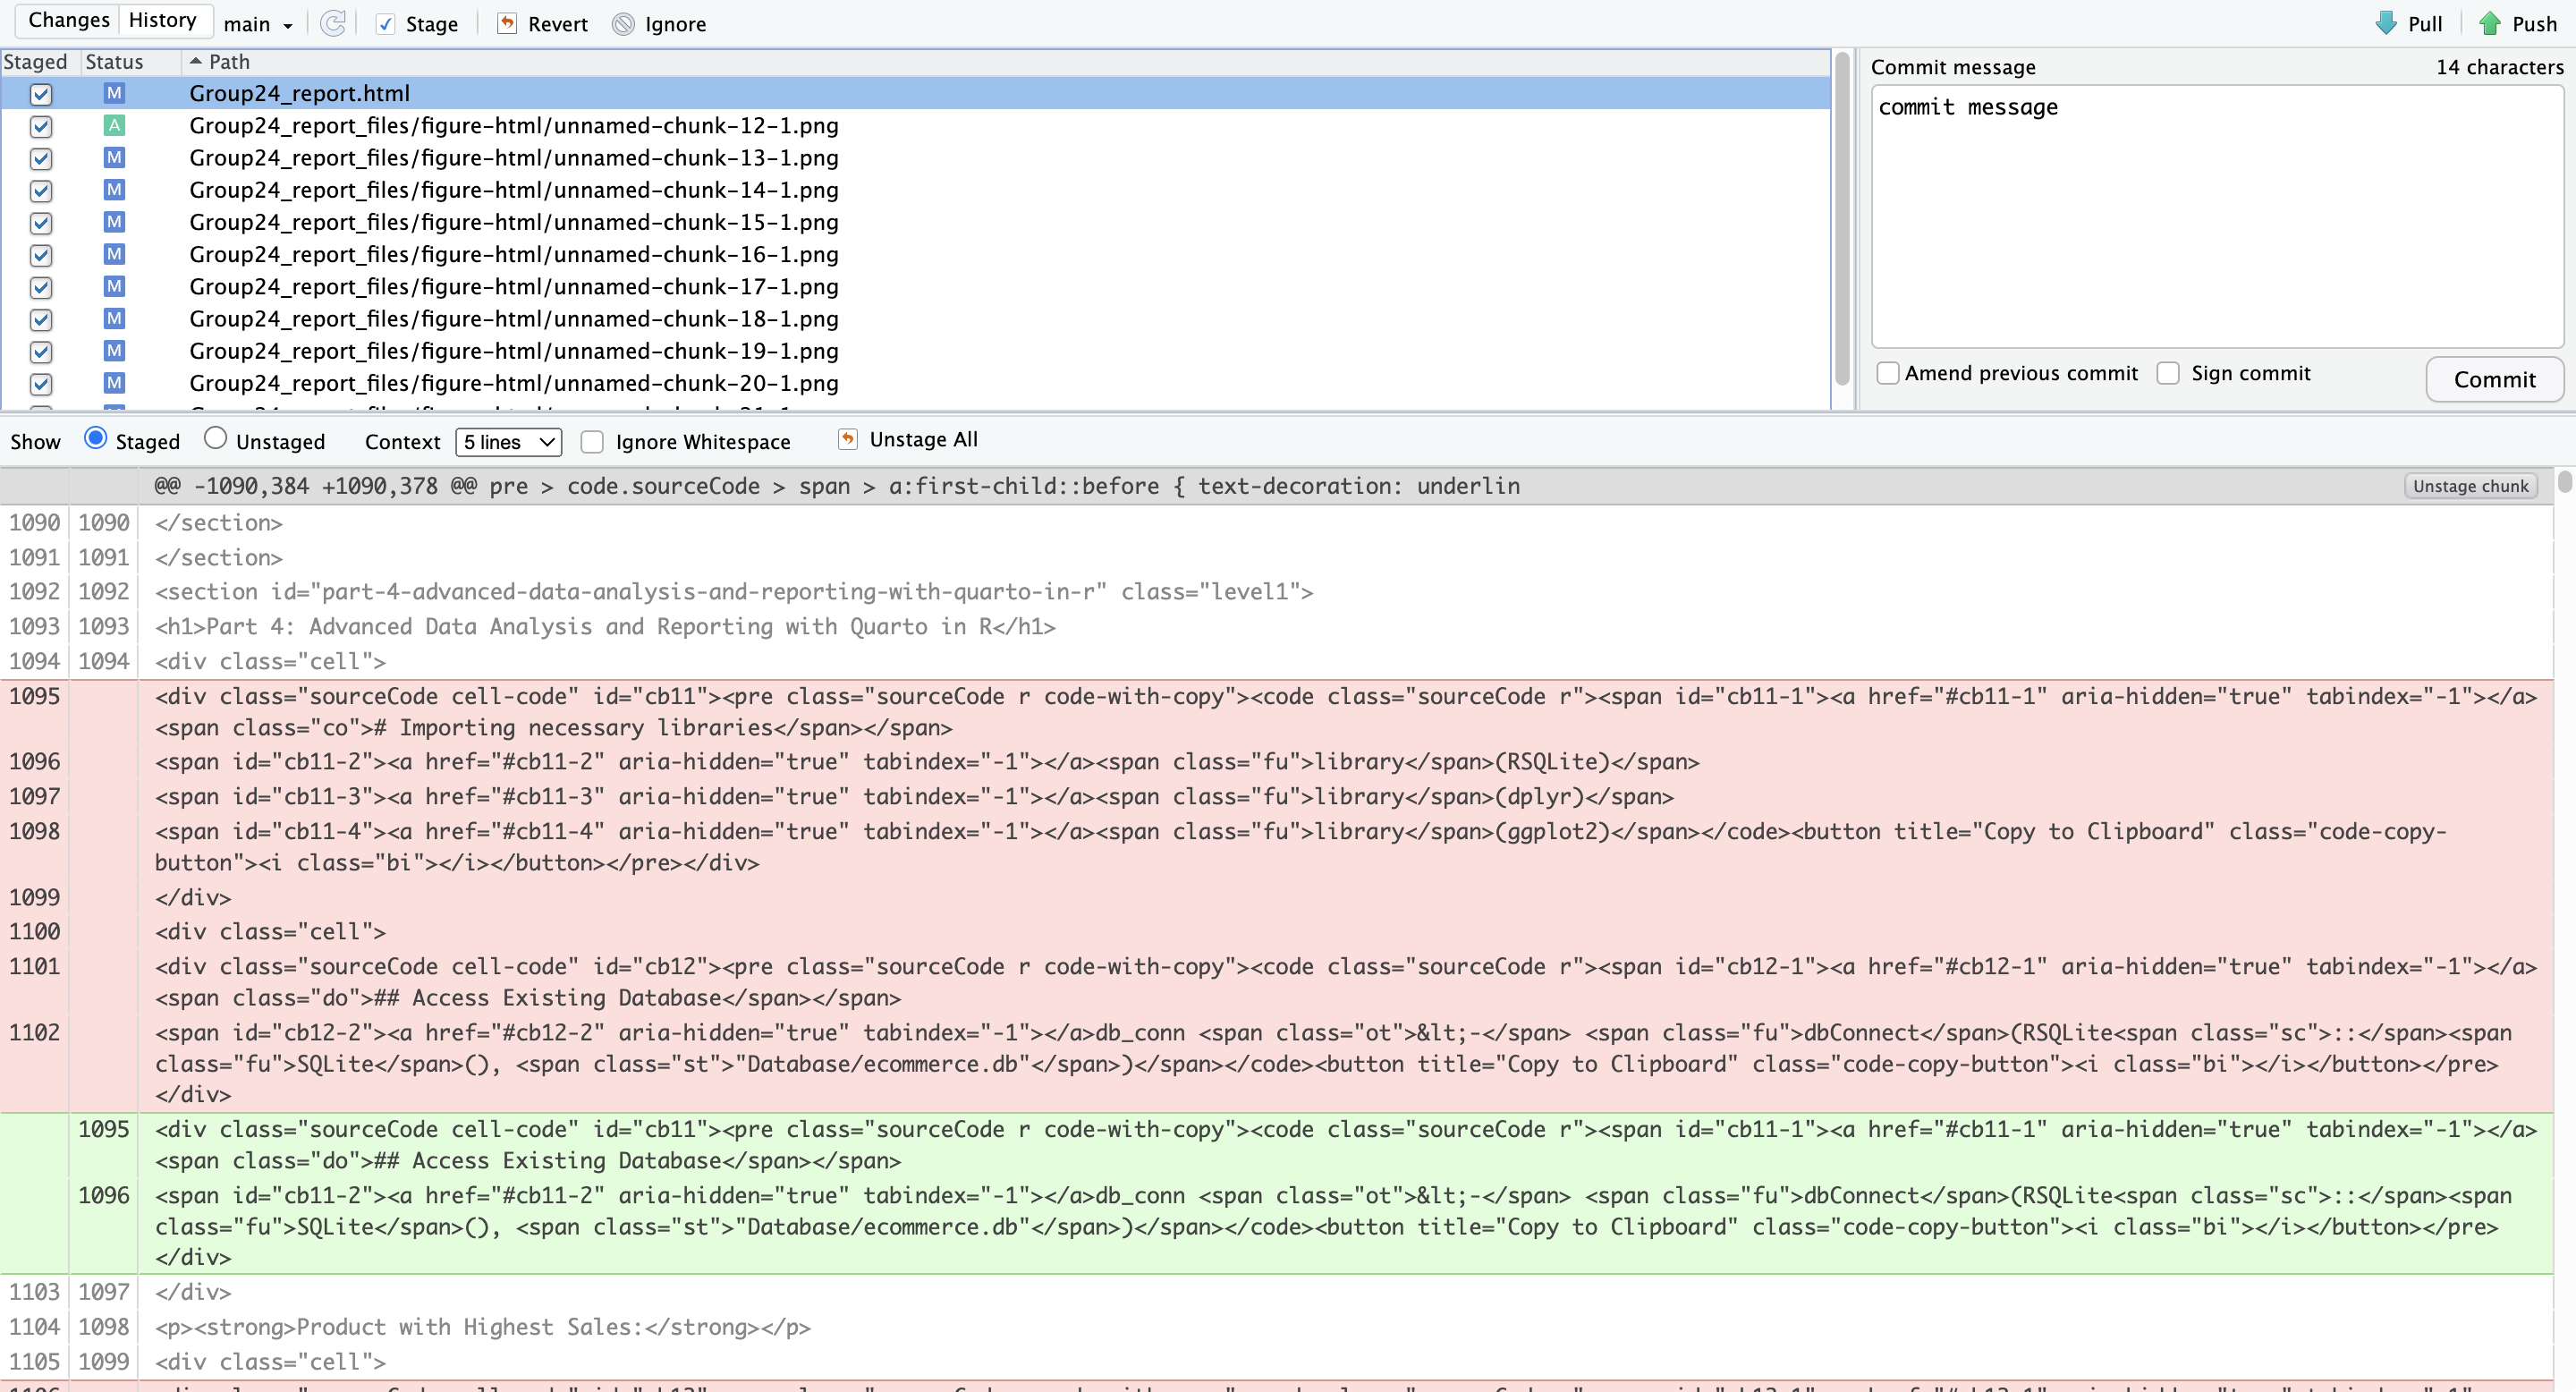 Changes History main Stage Revert Ignore Pull Push
Staged Status Path
M Group24_report.html
A Group24_report_files/figure-html/unnamed-chunk-12-1.png
M Group24_report_files/figure-html/unnamed-chunk-13-1.png
M Group24_report_files/figure-html/unnamed-chunk-14-1.png
M Group24_report_files/figure-html/unnamed-chunk-15-1.png
M Group24_report_files/figure-html/unnamed-chunk-16-1.png
M Group24_report_files/figure-html/unnamed-chunk-17-1.png
M Group24_report_files/figure-html/unnamed-chunk-18-1.png
M Group24_report_files/figure-html/unnamed-chunk-19-1.png
M Group24_report_files/figure-html/unnamed-chunk-20-1.png
Commit message 14 characters
commit message
Amend previous commit Sign commit Commit
Show Staged Unstaged Context 5 lines Ignore Whitespace Unstage All
@@ -1090,384 +1090,378 @@ pre > code.sourceCode > span > a:first-child::before { text-decoration: underlin Unstage chunk
1090 1090 </section>
1091 1091 </section>
1092 1092 <section id="part-4-advanced-data-analysis-and-reporting-with-quarto-in-r" class="level1">
1093 1093 <h1>Part 4: Advanced Data Analysis and Reporting with Quarto in R</h1>
1094 1094 <div class="cell">
1095 <div class="sourceCode cell-code" id="cb11"><pre class="sourceCode r code-with-copy"><code class="sourceCode r"><span id="cb11-1"><a href="#cb11-1" aria-hidden="true" tabindex="-1"></a>
<span class="co"># Importing necessary libraries</span></span>
1096 <span id="cb11-2"><a href="#cb11-2" aria-hidden="true" tabindex="-1"></a><span class="fu">library</span>(RSQLite)</span>
1097 <span id="cb11-3"><a href="#cb11-3" aria-hidden="true" tabindex="-1"></a><span class="fu">library</span>(dplyr)</span>
1098 <span id="cb11-4"><a href="#cb11-4" aria-hidden="true" tabindex="-1"></a><span class="fu">library</span>(ggplot2)</span></code><button title="Copy to Clipboard" class="code-copy-
button"><i class="bi"></i></button></pre></div>
1099 </div>
1100 <div class="cell">
1101 <div class="sourceCode cell-code" id="cb12"><pre class="sourceCode r code-with-copy"><code class="sourceCode r"><span id="cb12-1"><a href="#cb12-1" aria-hidden="true" tabindex="-1"></a>
<span class="do">## Access Existing Database</span></span>
1102 <span id="cb12-2"><a href="#cb12-2" aria-hidden="true" tabindex="-1"></a>db_conn <span class="ot">&lt;-</span> <span class="fu">dbConnect</span>(RSQLite<span class="sc">::</span><span
class="fu">SQLite</span>(), <span class="st">"Database/ecommerce.db"</span>)</span></code><button title="Copy to Clipboard" class="code-copy-button"><i class="bi"></i></button></pre>
</div>
1095 <div class="sourceCode cell-code" id="cb11"><pre class="sourceCode r code-with-copy"><code class="sourceCode r"><span id="cb11-1"><a href="#cb11-1" aria-hidden="true" tabindex="-1"></a>
<span class="do">## Access Existing Database</span></span>
1096 <span id="cb11-2"><a href="#cb11-2" aria-hidden="true" tabindex="-1"></a>db_conn <span class="ot">&lt;-</span> <span class="fu">dbConnect</span>(RSQLite<span class="sc">::</span><span
class="fu">SQLite</span>(), <span class="st">"Database/ecommerce.db"</span>)</span></code><button title="Copy to Clipboard" class="code-copy-button"><i class="bi"></i></button></pre>
</div>
1103 1097 </div>
1104 1098 <p><strong>Product with Highest Sales:</strong></p>
1105 1099 <div class="cell">